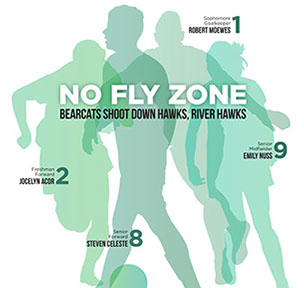 Sophomore
Goalkeeper
ROBERT MOEWES 1
NO FLY ZONE
BEARCATS SHOOT DOWN HAWKS, RIVER HAWKS
Senior
Midfielder
EMILY NUSS 9
Freshman
Forward
JOCELYN ACOR 2
Senior
Forward
STEVEN CELESTE 8